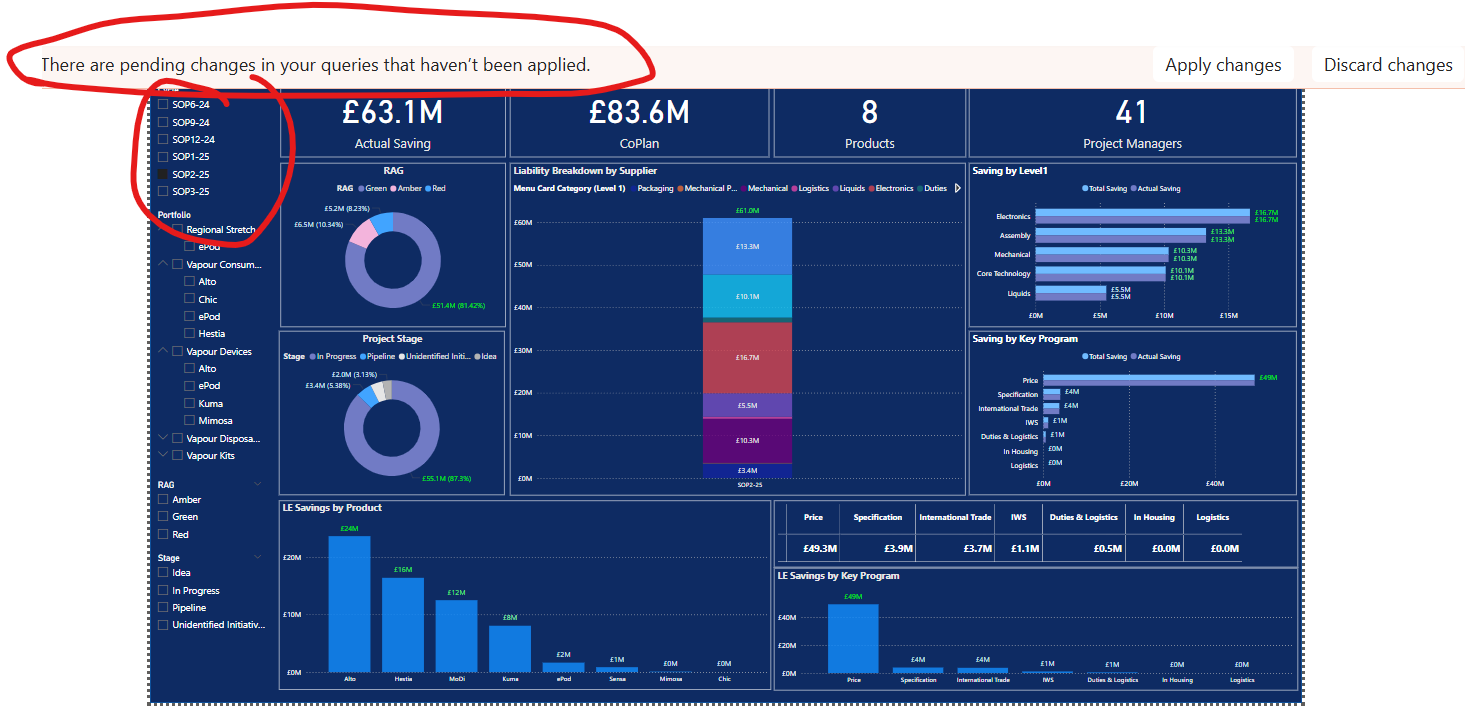 There are pending changes in your queries that haven't been applied.
Apply changes
Discard changes
SOP6-24
SOP9-24
SOP12-24
SOP1-25
SOP2-25
SOP3-25
Portfolio
Regional Stretch
ePod
Vapour Consum...
Alto
Chic
ePod
Hestia
Vapour Devices
Alto
ePod
Kuma
Mimosa
Vapour Disposa...
Vapour Kits
RAG
Amber
Green
Red
Stage
Idea
In Progress
Pipeline
Unidentified Initiativ...
£63.1M
Actual Saving
£83.6M
CoPlan
8
Products
41
Project Managers
RAG
RAG Green Amber Red
£5.2M (8.23%)
£6.5M (10.34%)
£51.4M (81.42%)
Project Stage
Stage In Progress Pipeline Unidentified Initi... Idea
£2.0M (3.13%)
£3.4M (5.38%)
£55.1M (87.3%)
Liability Breakdown by Supplier
Menu Card Category (Level 1) Packaging Mechanical P... Mechanical Logistics Liquids Electronics Duties
£61.0M
£60M
£13.3M
£50M
£10.1M
£40M
£30M
£16.7M
£20M
£5.5M
£10M
£10.3M
£3.4M
£0M
SOP2-25
Saving by Level1
Total Saving Actual Saving
Electronics £16.7M
£16.7M
Assembly £13.3M
£13.3M
Mechanical £10.3M
£10.3M
Core Technology £10.1M
£10.1M
Liquids £5.5M
£5.5M
£0M £5M £10M £15M
Saving by Key Program
Total Saving Actual Saving
Price £49M
Specification £4M
International Trade £4M
IWS £1M
Duties & Logistics £1M
In Housing £0M
Logistics £0M
£0M £20M £40M
LE Savings by Product
£24M
£20M
£16M
£12M
£10M
£8M
£2M
£1M
£0M
£0M
£0M
Alto Hestia MoDi Kuma ePod Sensa Mimosa Chic
Price Specification International Trade IWS Duties & Logistics In Housing Logistics
£49.3M £3.9M £3.7M £1.1M £0.5M £0.0M £0.0M
LE Savings by Key Program
£49M
£40M
£20M
£4M £4M £1M £1M £0M £0M
£0M
Price Specification International Trade IWS Duties & Logistics In Housing Logistics